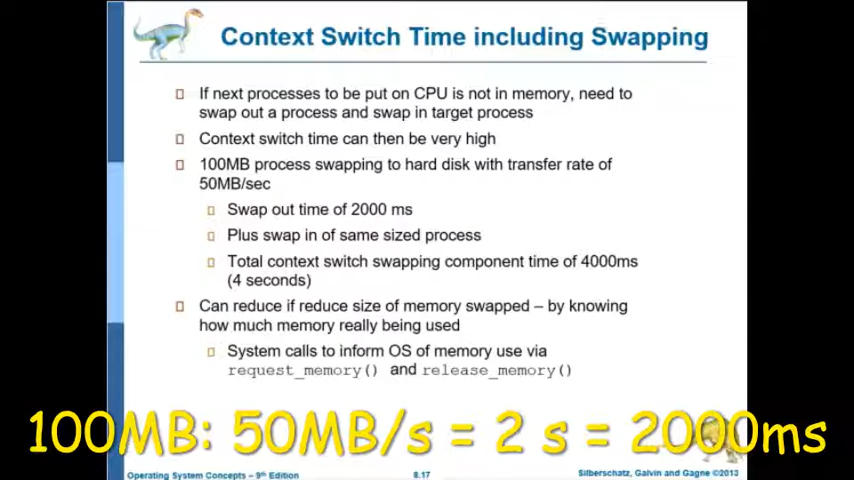 Context Switch Time including Swapping
If next processes to be put on CPU is not in memory, need to
swap out a process and swap in target process
Context switch time can then be very high
100MB process swapping to hard disk with transfer rate of
50MB/sec
Swap out time of 2000 ms
Plus swap in of same sized process
Total context switch swapping component time of 4000ms
(4 seconds)
Can reduce if reduce size of memory swapped – by knowing
how much memory really being used
System calls to inform OS of memory use via
request_memory() and release_memory()
100MB: 50MB/s = 2 s = 2000ms
Operating System Concepts – 9th Edition
8.17
Silberschatz, Galvin and Gagne ©2013